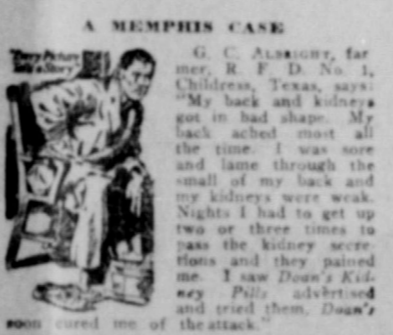 A MEMPHIS CASE
"Every Picture
Tells a Story"
G. C. Albright, far
mer, R. F. D. No. 1,
Childress, Texas, says:
"My back and kidneys
got in bad shape. My
back ached most all
the time. I was sore
and lame through the
small of my back and
my kidneys were weak.
Nights I had to get up
two or three times to
pass the kidney secre-
tions and they pained
me. I saw Doan's Kid-
ney Pills advertised
and tried them. Doan's
soon cured me of the attack."